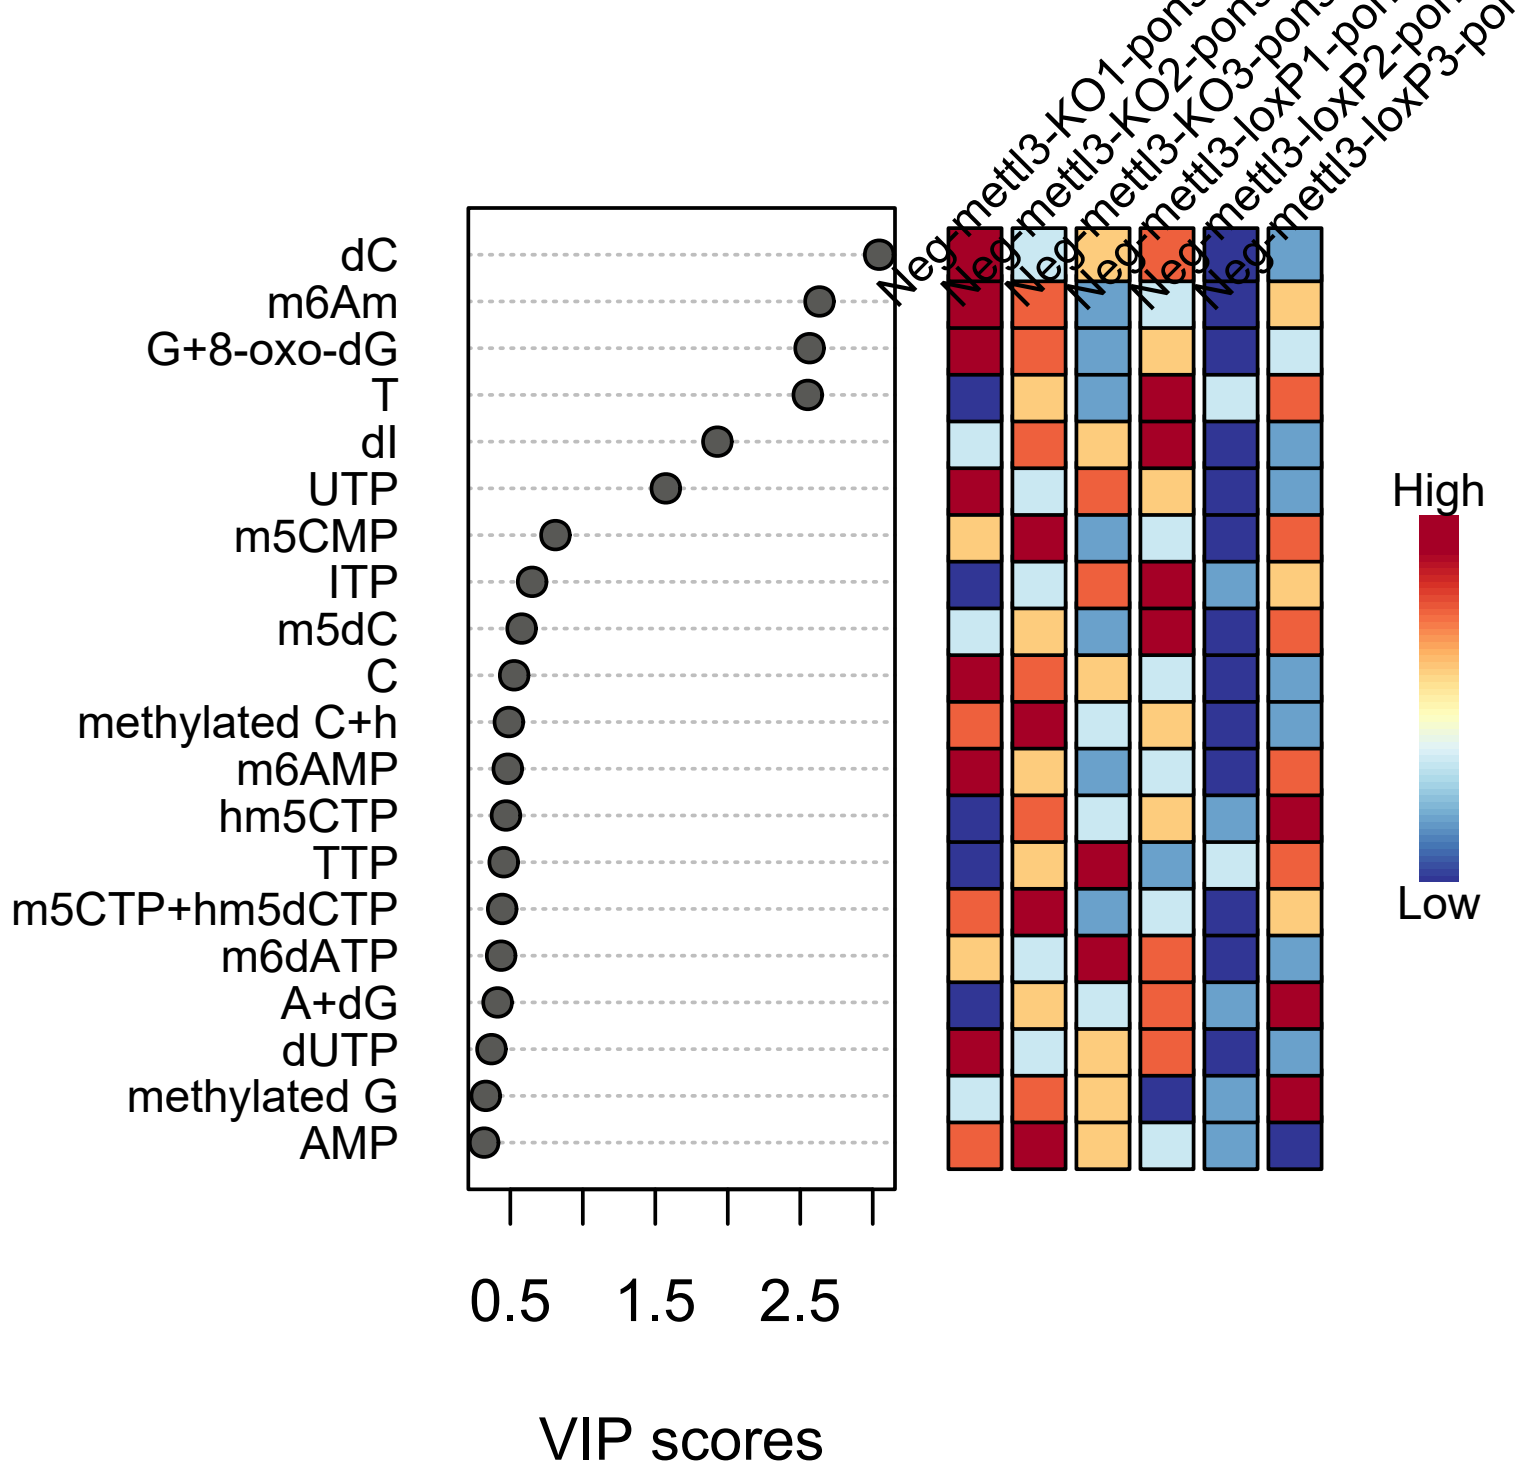 Neg-mettl3-KO1-pons
Neg-mettl3-KO2-pons
Neg-mettl3-KO3-pons
Neg-mettl3-loxP1-pon
Neg-mettl3-loxP2-pon
Neg-mettl3-loxP3-por
dC
m6Am
G+8-oxo-dG
T
dI
UTP
m5CMP
ITP
m5dC
C
methylated C+h
m6AMP
hm5CTP
TTP
m5CTP+hm5dCTP
m6dATP
A+dG
dUTP
methylated G
AMP
High
Low
0.5 1.5 2.5
VIP scores